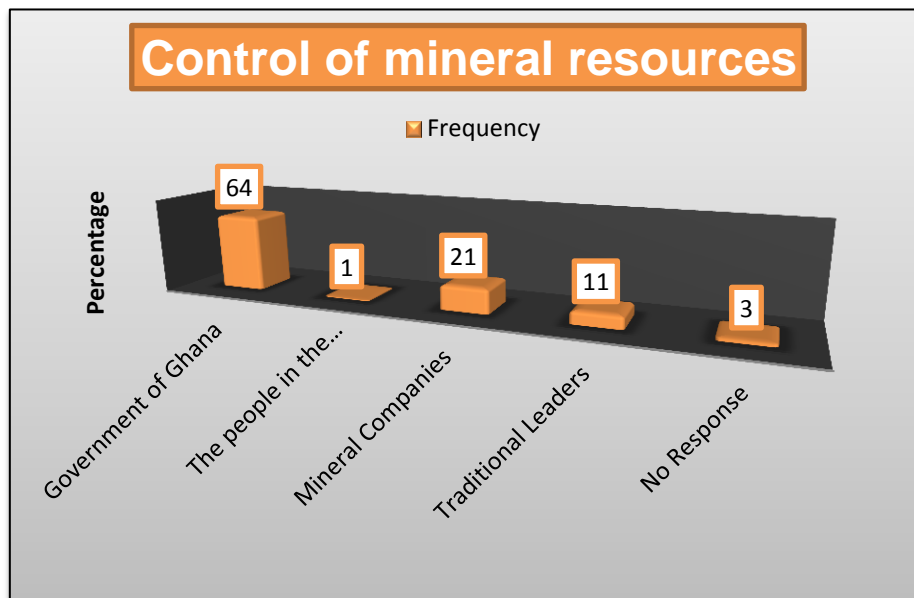 Control of mineral resources
Frequency
Percentage
64
1
21
11
3
Government of Ghana
The people in the...
Mineral Companies
Traditional Leaders
No Response